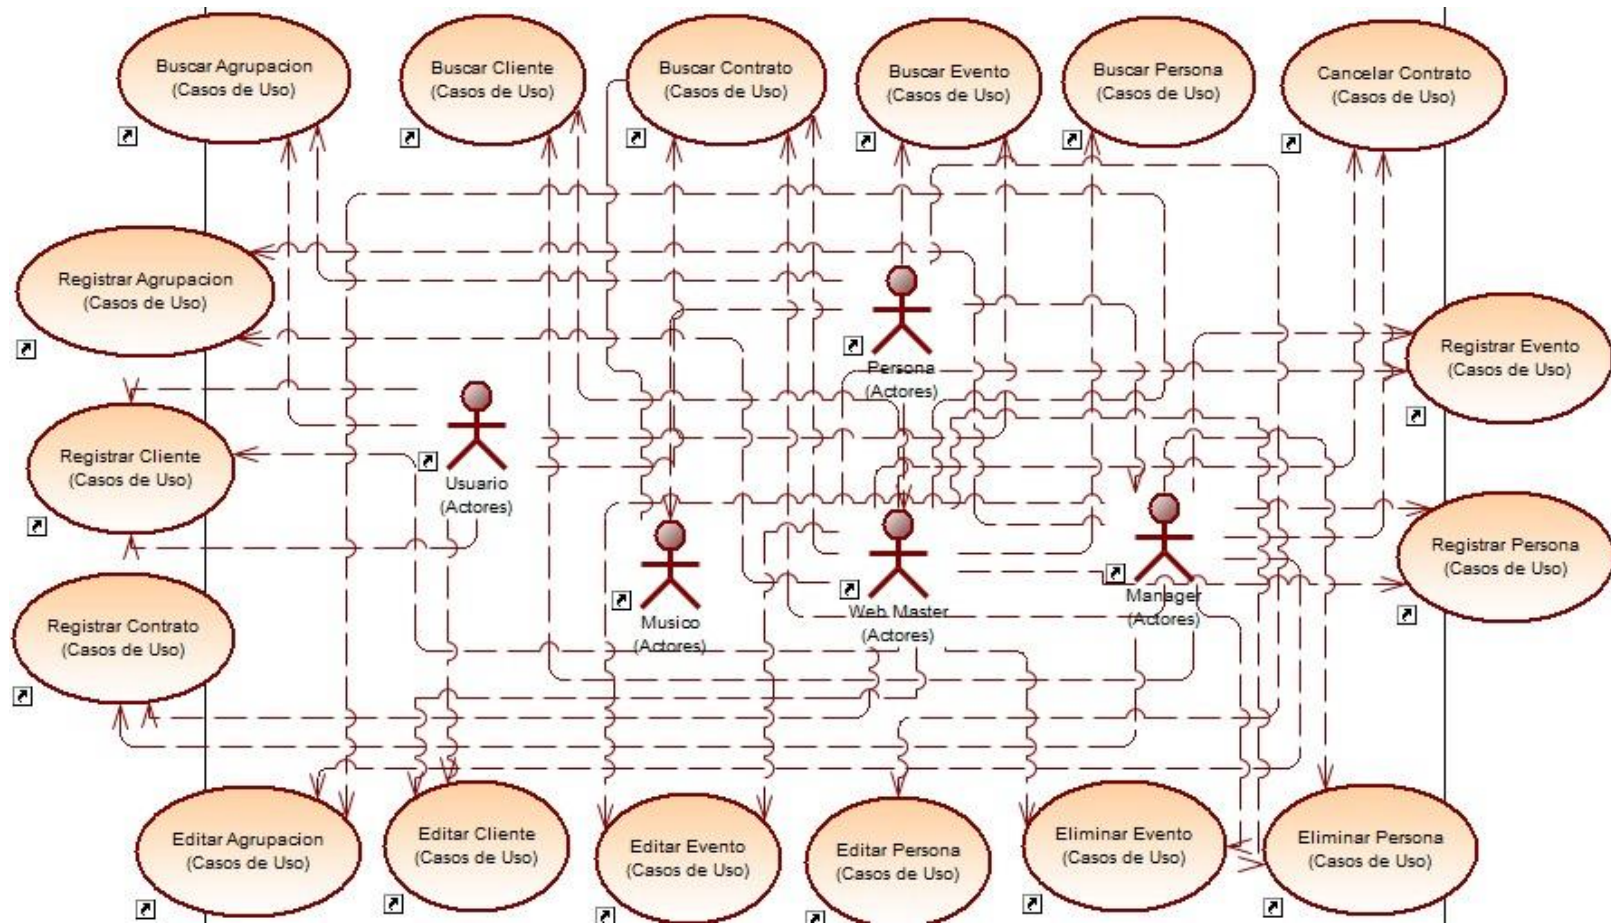 Buscar Agrupacion
(Casos de Uso)
Buscar Cliente
(Casos de Uso)
Buscar Contrato
(Casos de Uso)
Buscar Evento
(Casos de Uso)
Buscar Persona
(Casos de Uso)
Cancelar Contrato
(Casos de Uso)
Registrar Agrupacion
(Casos de Uso)
Persona
(Actores)
Registrar Evento
(Casos de Uso)
Registrar Cliente
(Casos de Uso)
Usuario
(Actores)
Registrar Persona
(Casos de Uso)
Registrar Contrato
(Casos de Uso)
Musico
(Actores)
Web Master
(Actores)
Manager
(Actores)
Editar Agrupacion
(Casos de Uso)
Editar Cliente
(Casos de Uso)
Editar Evento
(Casos de Uso)
Editar Persona
(Casos de Uso)
Eliminar Evento
(Casos de Uso)
Eliminar Persona
(Casos de Uso)